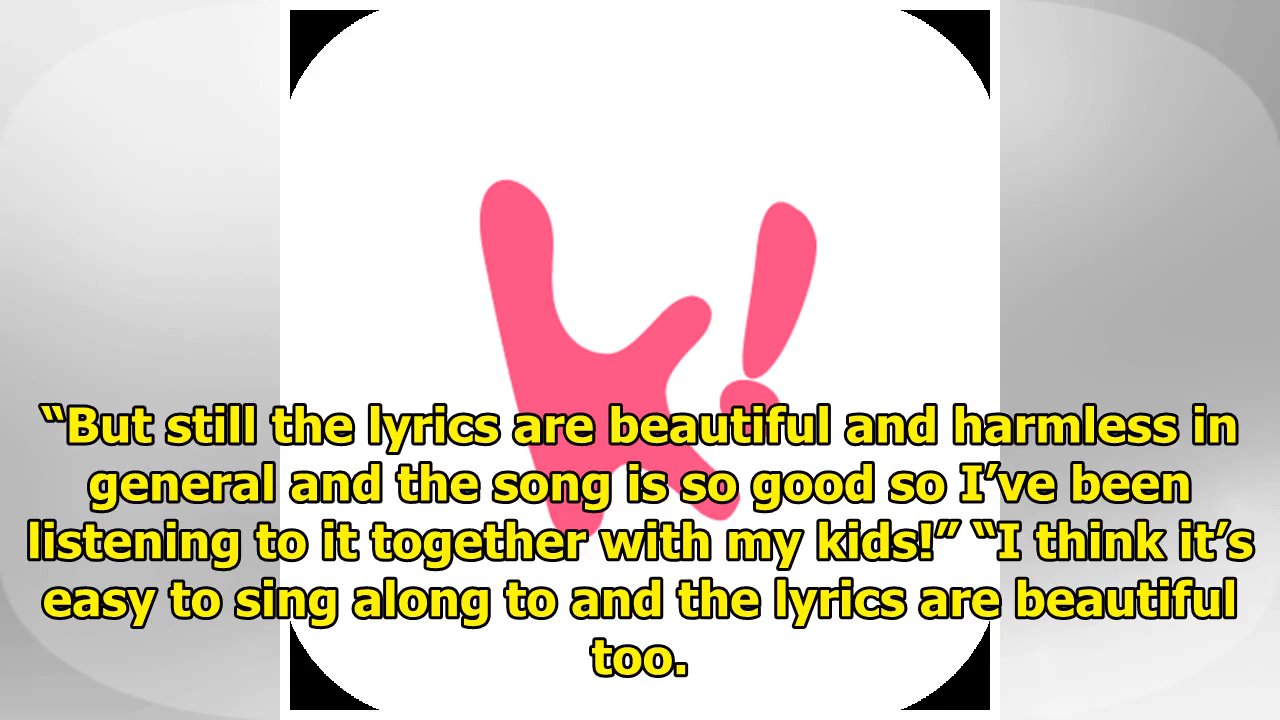 k!
“But still the lyrics are beautiful and harmless in
general and the song is so good so I’ve been
listening to it together with my kids!” “I think it’s
easy to sing along to and the lyrics are beautiful
too.